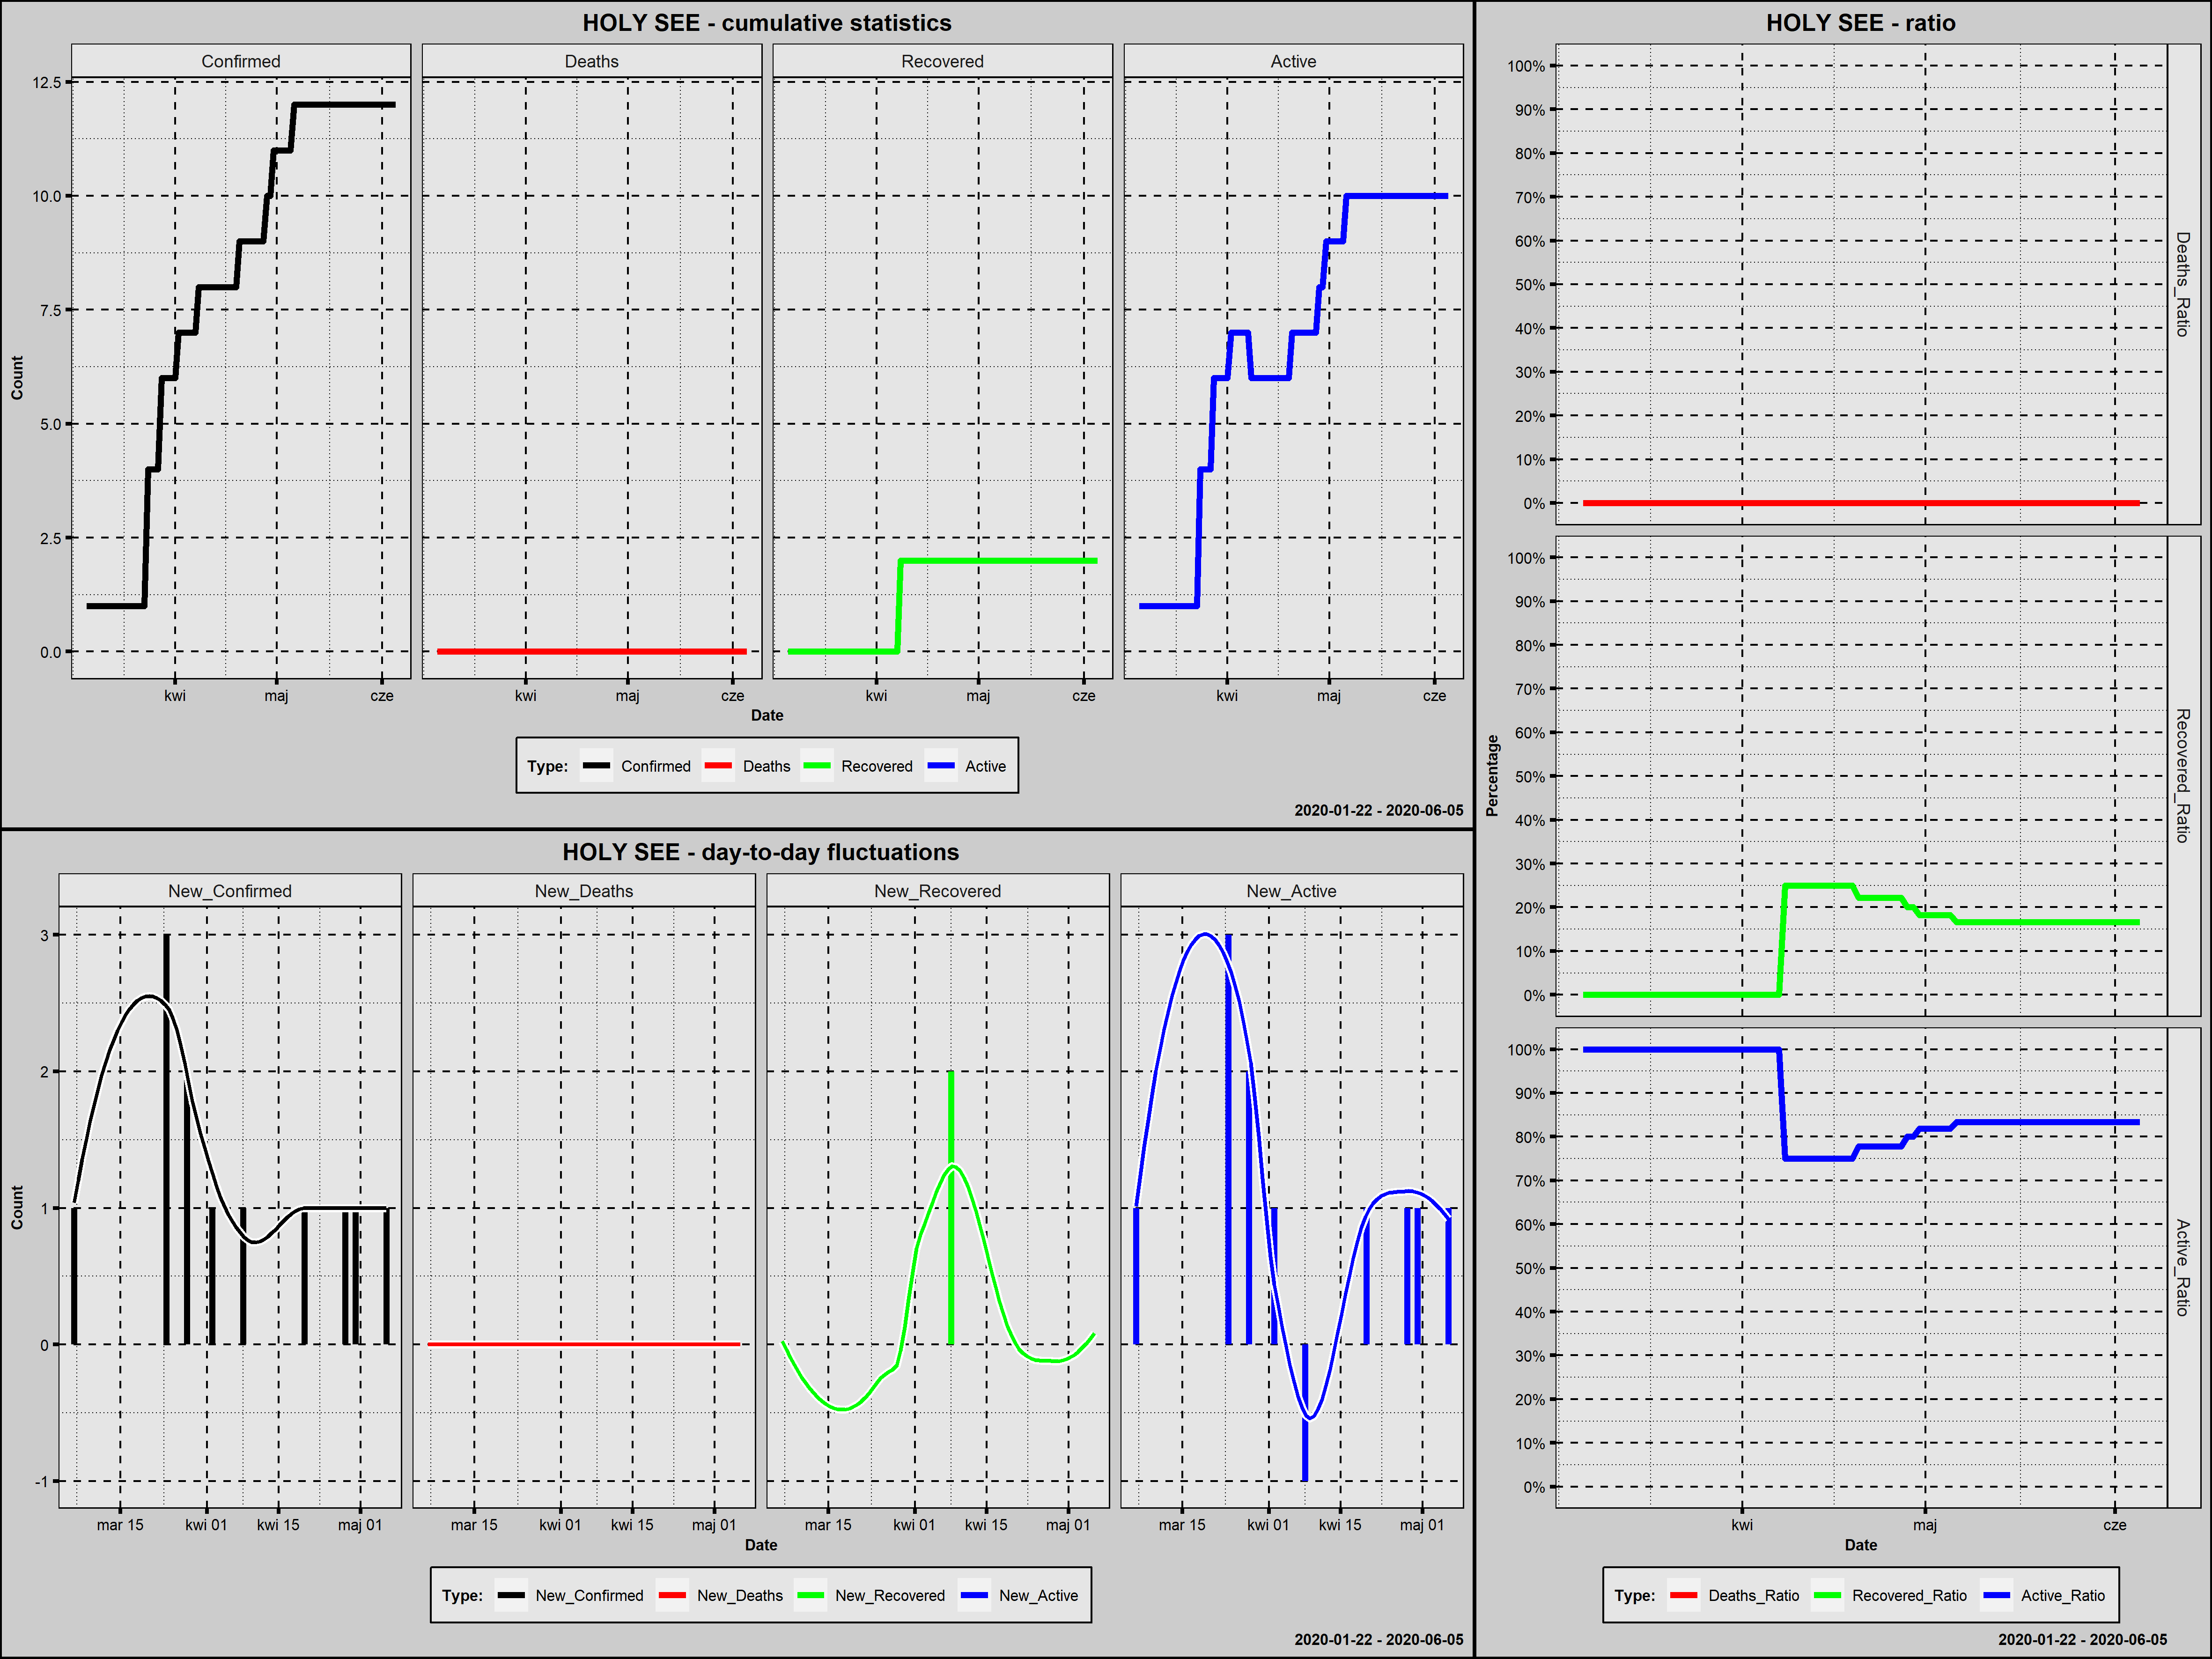 HOLY SEE - cumulative statistics
Confirmed Deaths Recovered Active
12.5
10.0
7.5
5.0
2.5
0.0
Count
kwi maj cze kwi maj cze kwi maj cze kwi maj cze
Date
Type: Confirmed Deaths Recovered Active
2020-01-22 - 2020-06-05
HOLY SEE - day-to-day fluctuations
New_Confirmed New_Deaths New_Recovered New_Active
3
2
1
0
-1
Count
mar 15 kwi 01 kwi 15 maj 01 mar 15 kwi 01 kwi 15 maj 01 mar 15 kwi 01 kwi 15 maj 01 mar 15 kwi 01 kwi 15 maj 01
Date
Type: New_Confirmed New_Deaths New_Recovered New_Active
2020-01-22 - 2020-06-05
HOLY SEE - ratio
100%
90%
80%
70%
60%
50%
40%
30%
20%
10%
0%
Deaths_Ratio
100%
90%
80%
70%
60%
50%
40%
30%
20%
10%
0%
Recovered_Ratio
100%
90%
80%
70%
60%
50%
40%
30%
20%
10%
0%
Active_Ratio
Percentage
kwi maj cze
Date
Type: Deaths_Ratio Recovered_Ratio Active_Ratio
2020-01-22 - 2020-06-05